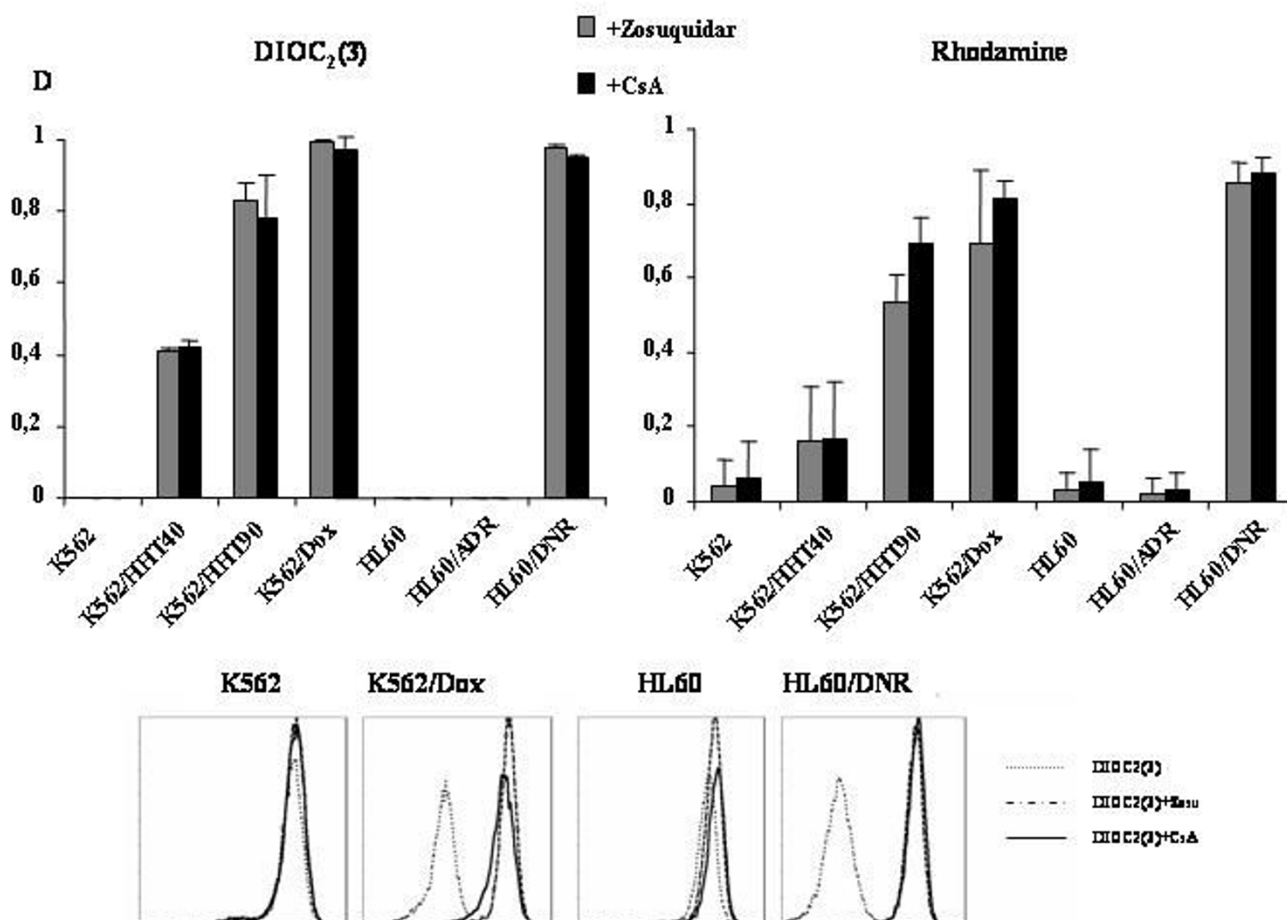 +Zosuquidar
+CsA
DIOC2(3)
Rhodamine
D
1
0,8
0,6
0,4
0,2
0
K562
K562/HHT40
K562/HHT90
K562/Dox
HL60
HL60/ADR
HL60/DNR
1
0,8
0,6
0,4
0,2
0
K562
K562/HHT40
K562/HHT90
K562/Dox
HL60
HL60/ADR
HL60/DNR
K562
K562/Dox
HL60
HL60/DNR
DIOC2(3)
DIOC2(3)+Zosu
DIOC2(3)+CsA